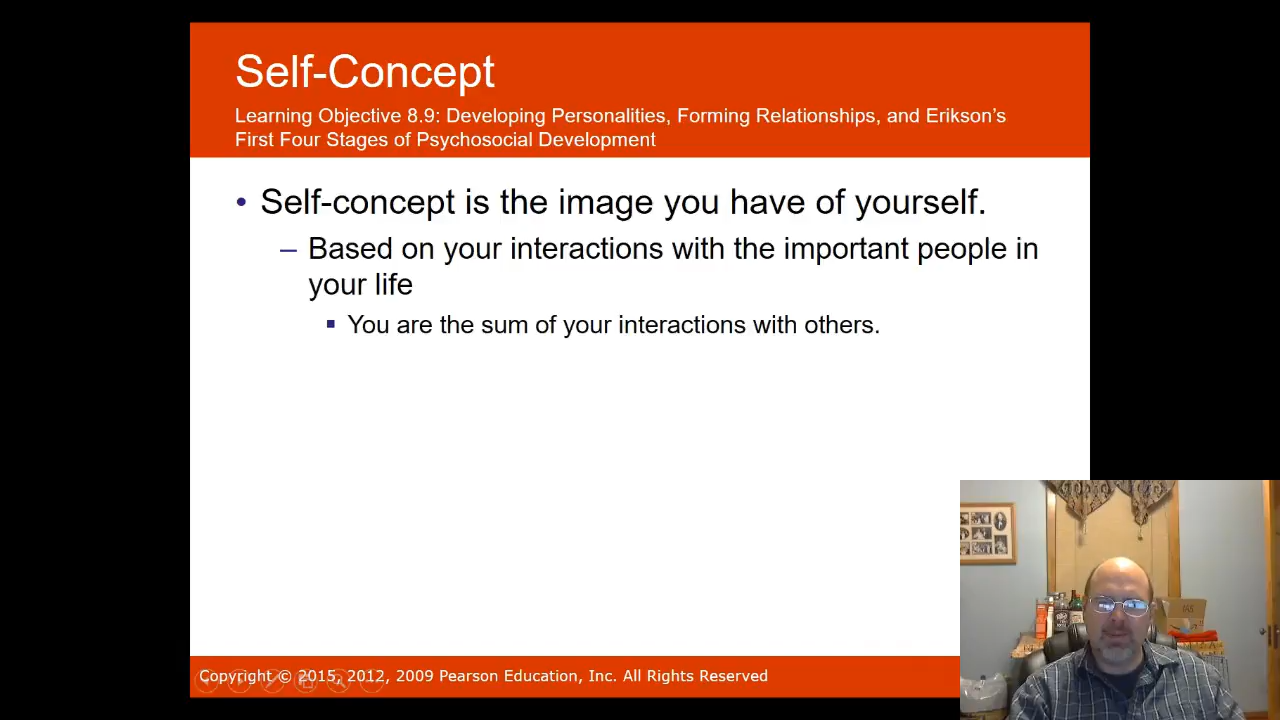 Self-Concept
Learning Objective 8.9: Developing Personalities, Forming Relationships, and Erikson's
First Four Stages of Psychosocial Development
• Self-concept is the image you have of yourself.
– Based on your interactions with the important people in
your life
▪ You are the sum of your interactions with others.
Copyright © 2015, 2012, 2009 Pearson Education, Inc. All Rights Reserved